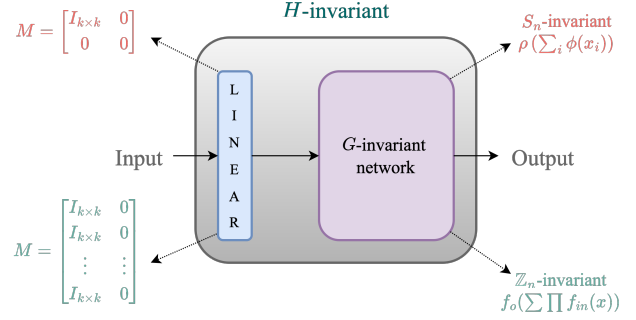 H-invariant
M = [I_{k×k} 0
0 0]
S_n-invariant
ρ(∑_i φ(x_i))
L
I
N
E
A
R
Input
G-invariant
network
Output
M = [I_{k×k} 0
I_{k×k} 0
⋮ ⋮
I_{k×k} 0]
ℤ_n-invariant
f_o(∑∏ f_{in}(x))